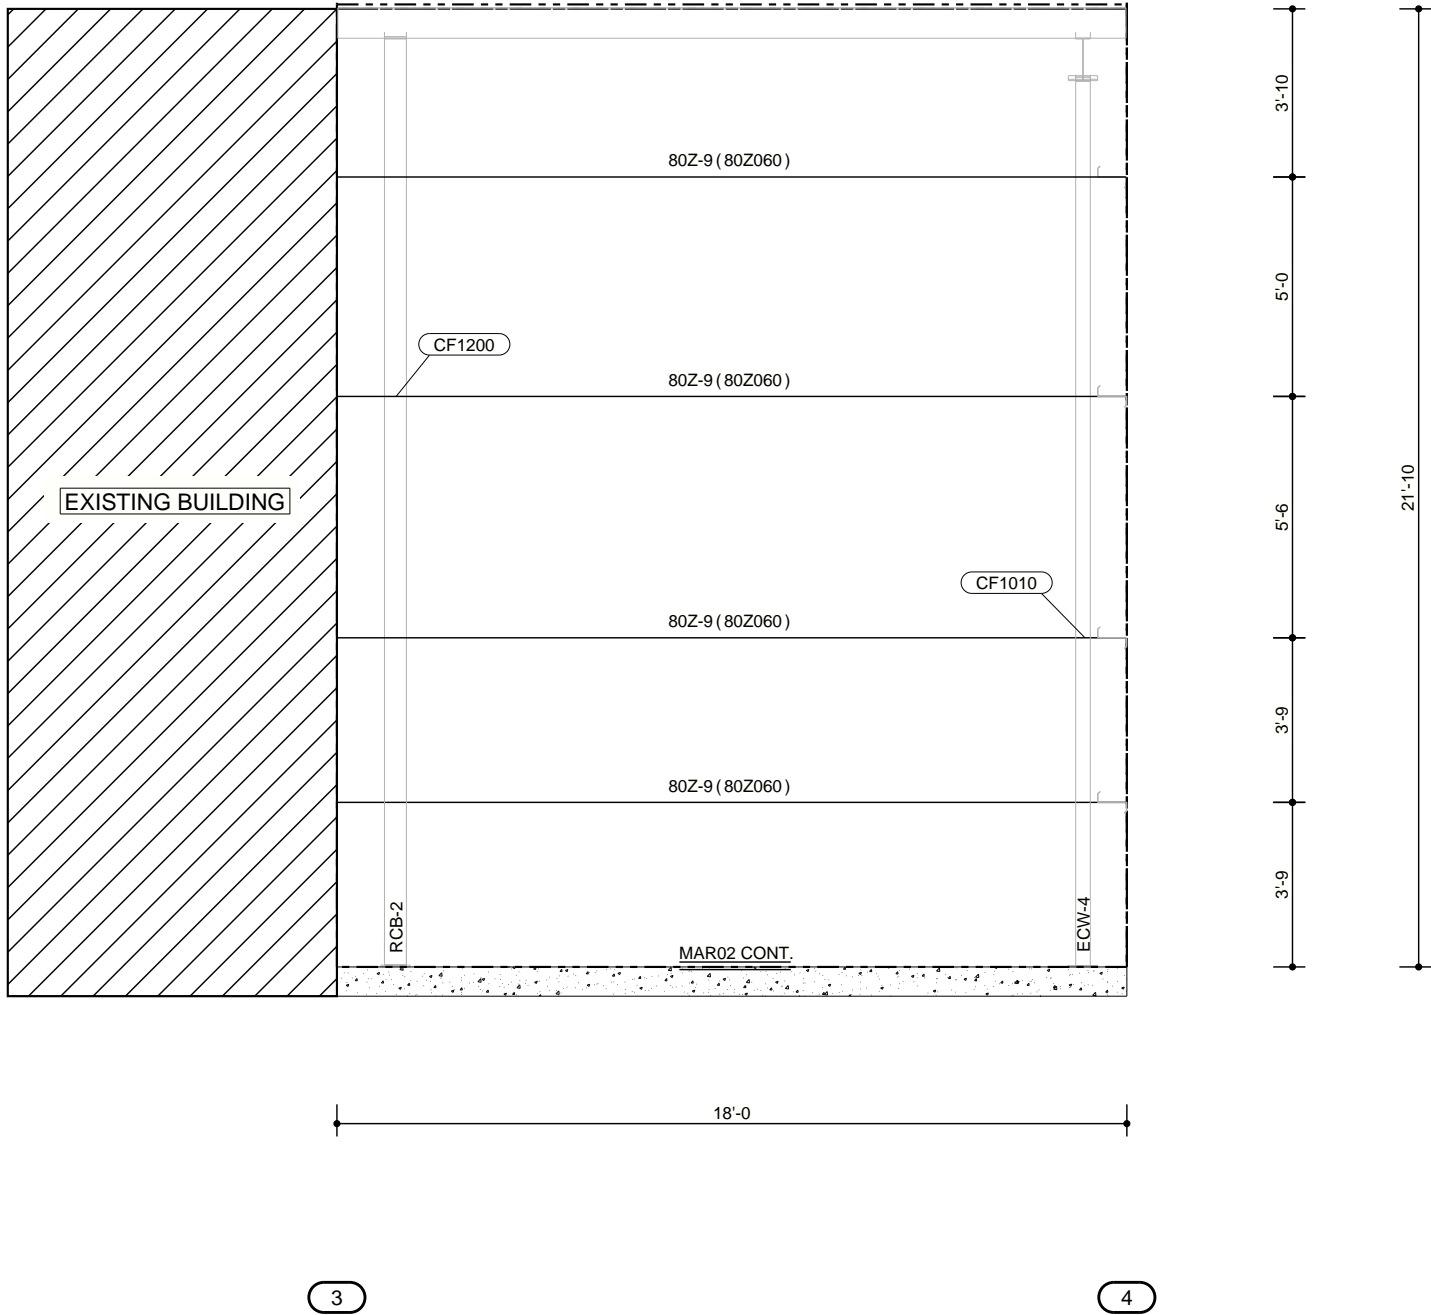 3'-10
80Z-9 (80Z060)
5'-0
CF1200
80Z-9 (80Z060)
21'-10
EXISTING BUILDING
5'-6
CF1010
80Z-9 (80Z060)
3'-9
80Z-9 (80Z060)
3'-9
RCB-2
ECW-4
MAR02 CONT.
18'-0
3
4